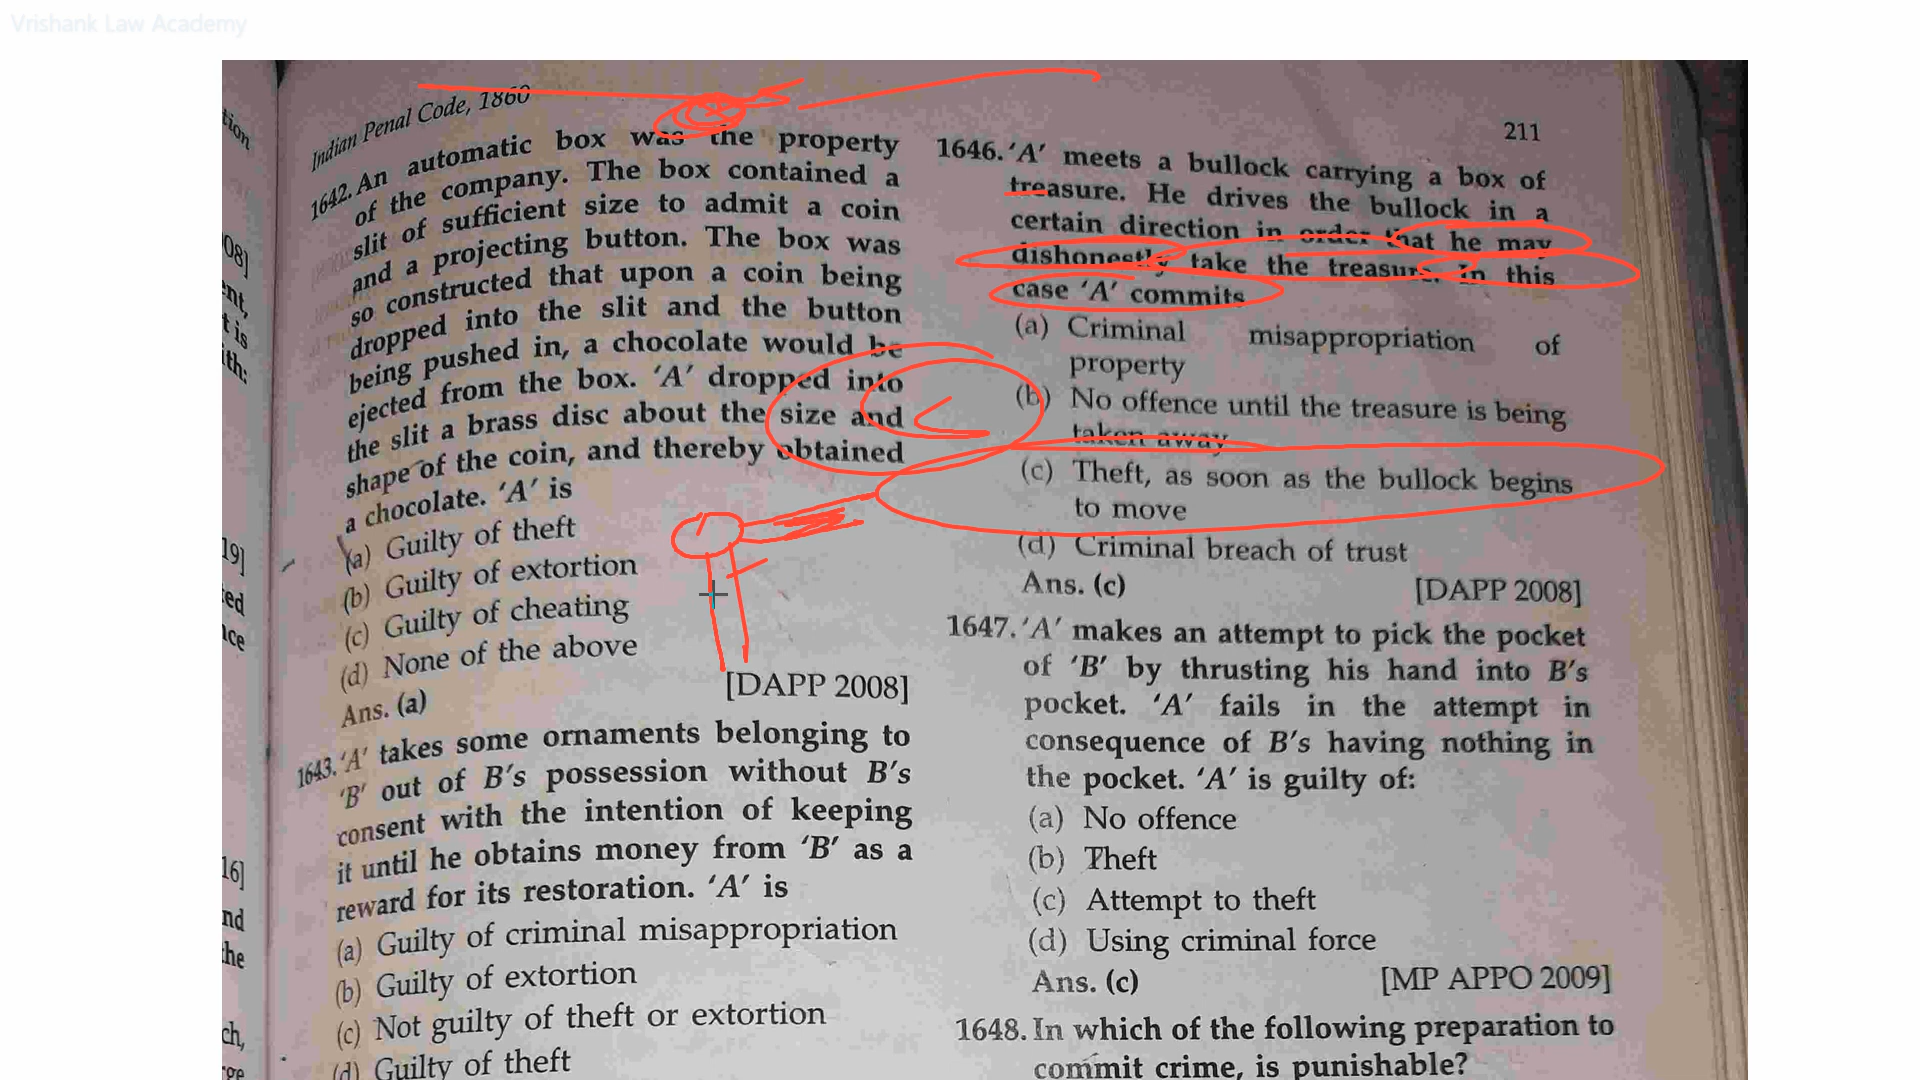 Vrishank Law Academy
Indian Penal Code, 1860
211
1642. An automatic box was the property
of the company. The box contained a
slit of sufficient size to admit a coin
and a projecting button. The box was
so constructed that upon a coin being
dropped into the slit and the button
being pushed in, a chocolate would be
ejected from the box. 'A' dropped into
the slit a brass disc about the size and
shape of the coin, and thereby obtained
a chocolate. 'A' is
(a) Guilty of theft
(b) Guilty of extortion
(c) Guilty of cheating
(d) None of the above
Ans. (a)
[DAPP 2008]
1643. 'A' takes some ornaments belonging to
'B' out of B's possession without B's
consent with the intention of keeping
it until he obtains money from 'B' as a
reward for its restoration. 'A' is
(a) Guilty of criminal misappropriation
(b) Guilty of extortion
(c) Not guilty of theft or extortion
(d) Guilty of theft
1646. 'A' meets a bullock carrying a box of
treasure. He drives the bullock in a
certain direction in order that he may
dishonestly take the treasure. in this
case 'A' commits
(a) Criminal misappropriation of
property
(b) No offence until the treasure is being
taken away
(c) Theft, as soon as the bullock begins
to move
(d) Criminal breach of trust
Ans. (c) [DAPP 2008]
1647. 'A' makes an attempt to pick the pocket
of 'B' by thrusting his hand into B's
pocket. 'A' fails in the attempt in
consequence of B's having nothing in
the pocket. 'A' is guilty of:
(a) No offence
(b) Theft
(c) Attempt to theft
(d) Using criminal force
Ans. (c) [MP APPO 2009]
1648. In which of the following preparation to
commit crime, is punishable?